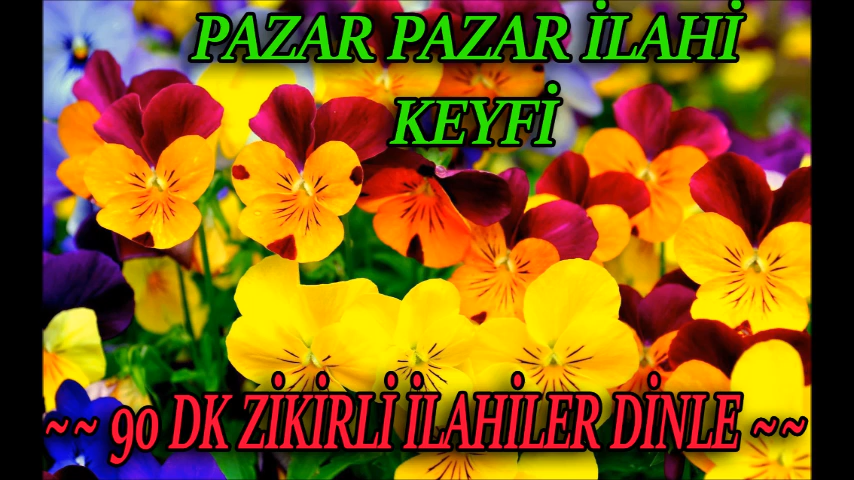 PAZAR PAZAR İLAHİ
KEYFİ
~~ 90 DK ZİKİRLİ İLAHİLER DİNLE ~~